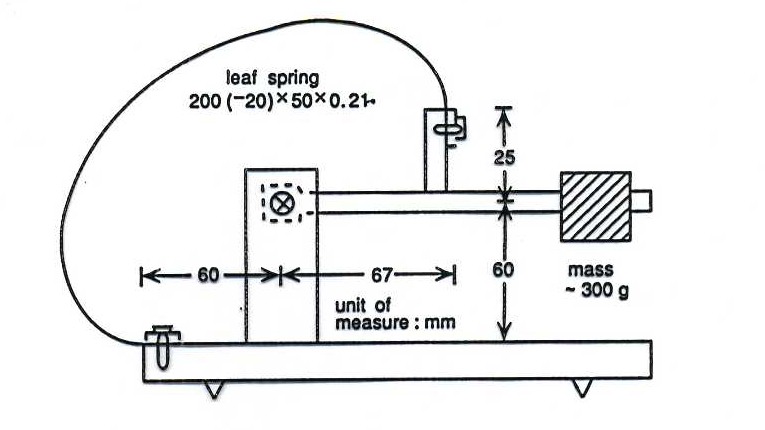 leaf spring
200 (-20)×50×0.21
25
60
67
60
mass
~ 300 g
unit of
measure : mm